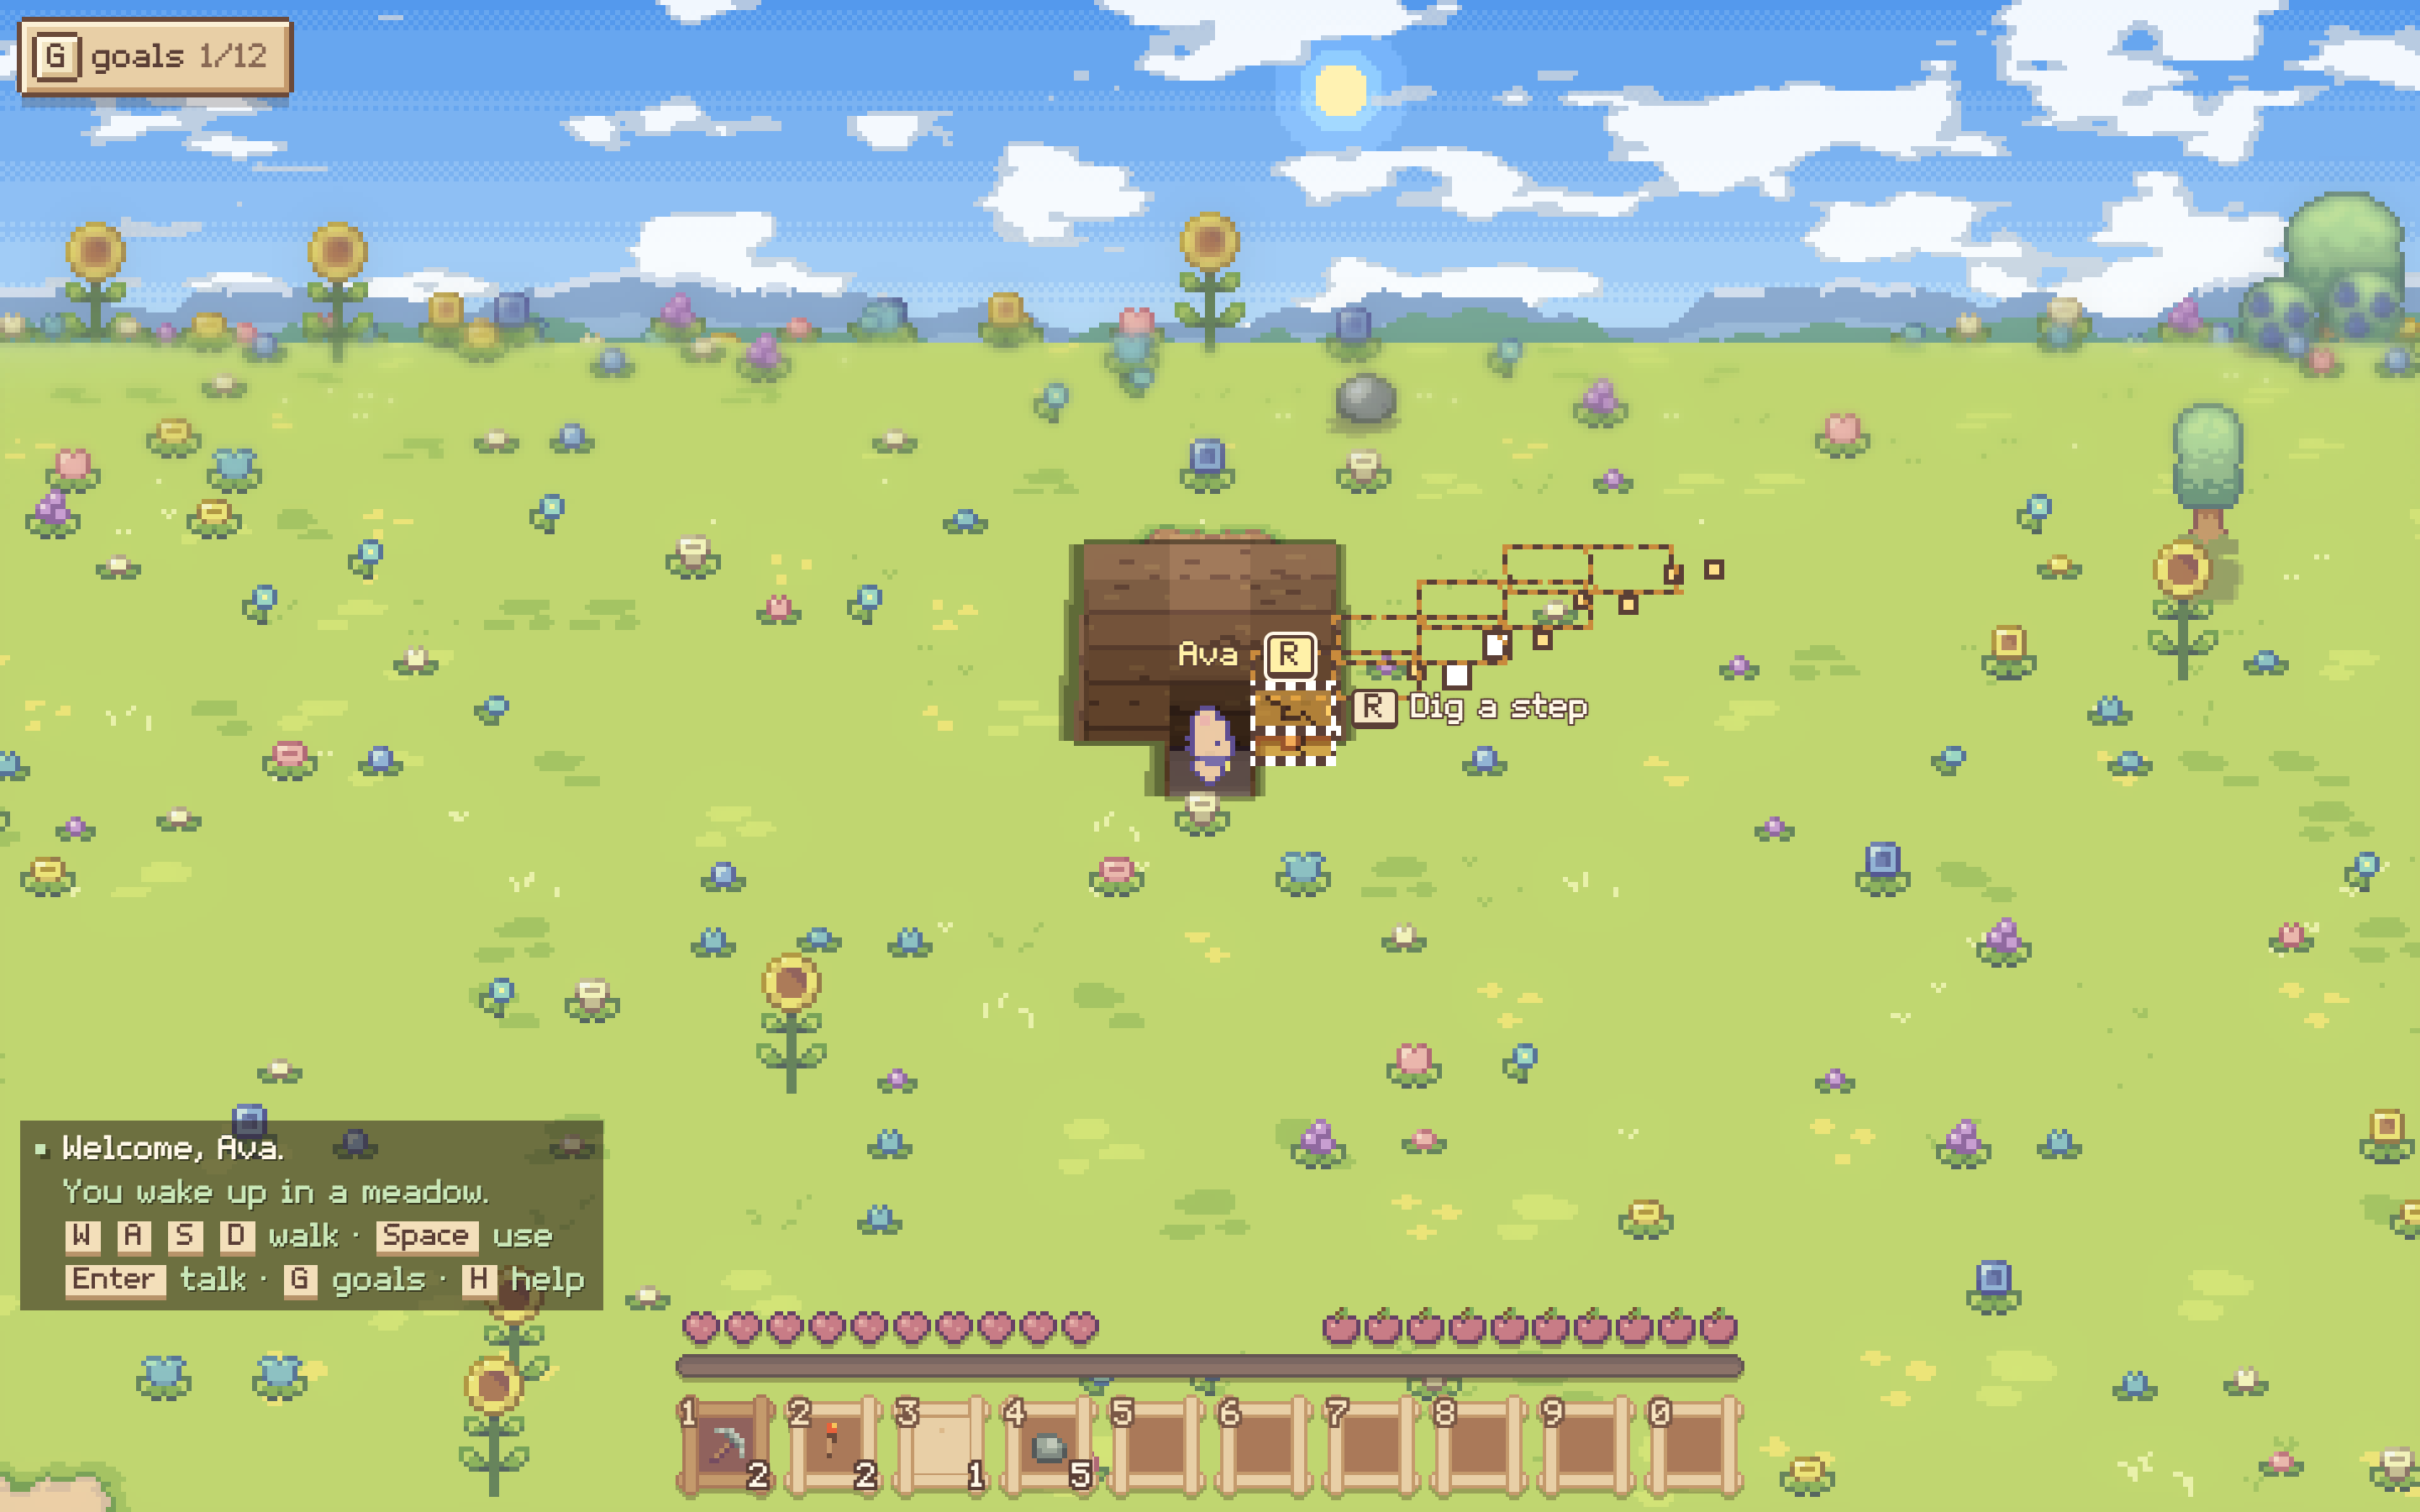 G goals 1/12
Ava R
R Dig a step
Welcome, Ava.
You wake up in a meadow.
W A S D walk · Space use
Enter talk · G goals · H help
1 2 3 4 5 6 7 8 9 0
2 2 1 5